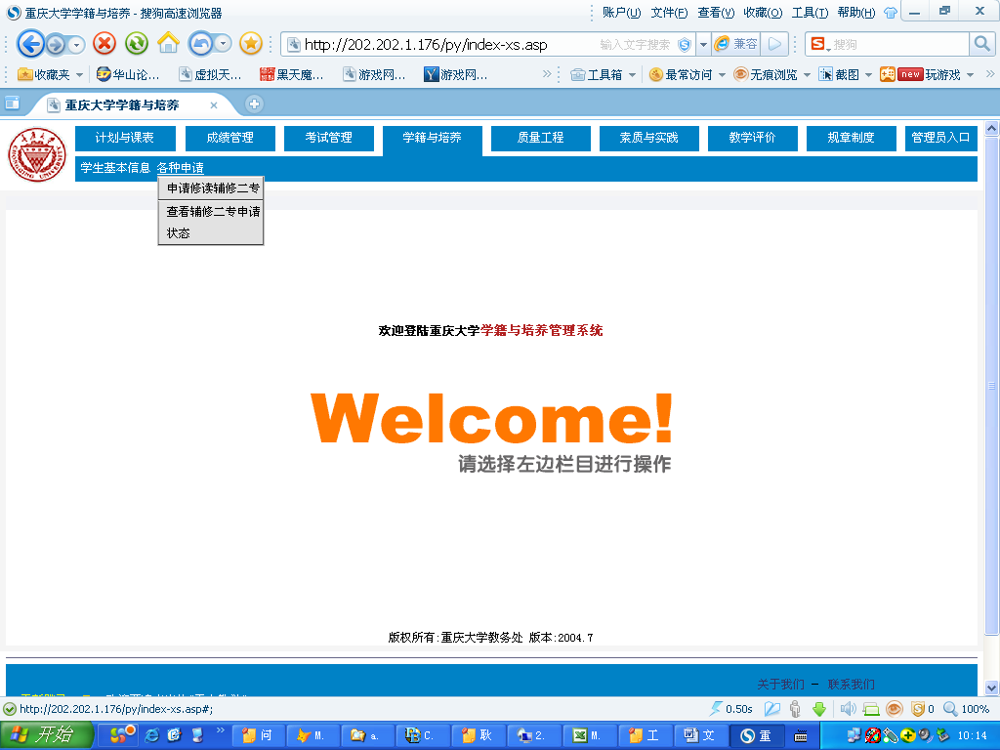 重庆大学学籍与培养 - 搜狗高速浏览器
账户(U) 文件(F) 查看(V) 收藏(O) 工具(T) 帮助(H)
http://202.202.1.176/py/index-xs.asp 输入文字搜索 兼容 搜狗
收藏夹 华山论... 虚拟天... 黑天魔... 游戏网... 游戏网... 工具箱 最常访问 无痕浏览 截图 new 玩游戏
重庆大学学籍与培养
计划与课表 成绩管理 考试管理 学籍与培养 质量工程 素质与实践 教学评价 规章制度 管理员入口
学生基本信息 各种申请
申请修读辅修二专
查看辅修二专申请
状态
欢迎登陆重庆大学学籍与培养管理系统
Welcome!
请选择左边栏目进行操作
版权所有:重庆大学教务处 版本:2004.7
关于我们 - 联系我们
http://202.202.1.176/py/index-xs.asp#; 0.50s 0 100%
开始 问 M. a. C. 耿 2. M. 工 文 重 10:14